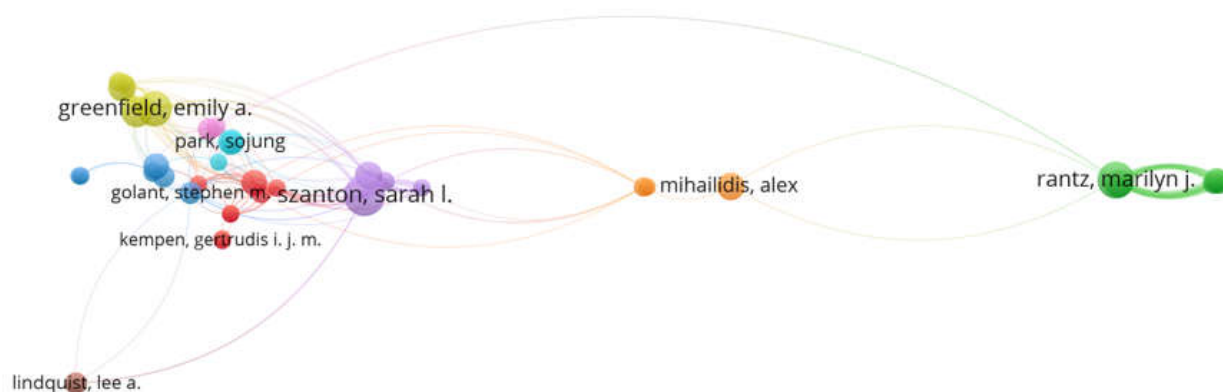 greenfield, emily a.
park, sojung
golant, stephen m.
szanton, sarah l.
kempen, gertrudis i. j. m.
mihailidis, alex
rantz, marilyn j.
lindquist, lee a.